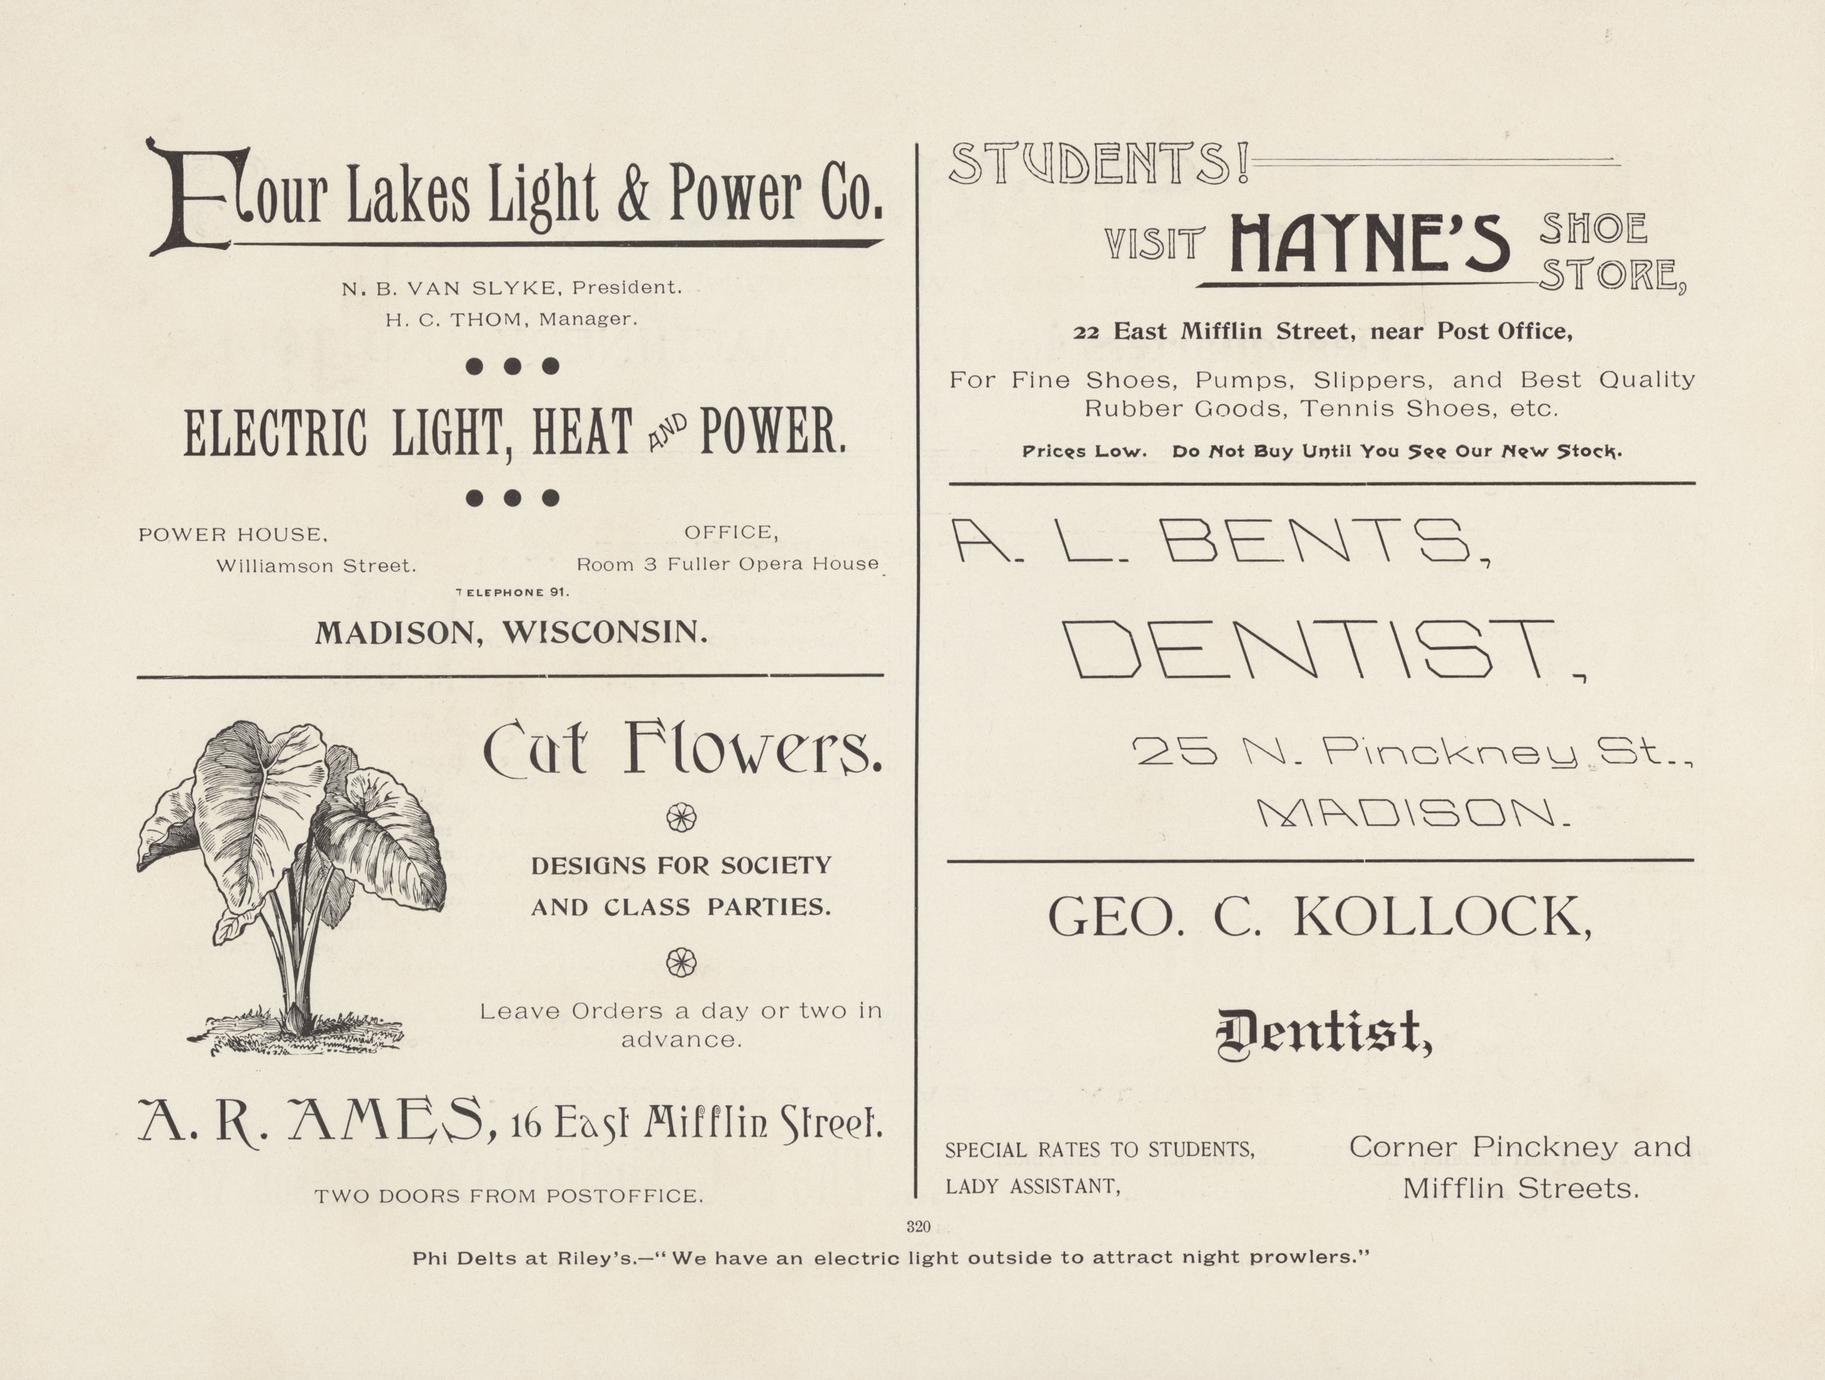 Four Lakes Light & Power Co.
N. B. VAN SLYKE, President.
H. C. THOM, Manager.
ELECTRIC LIGHT, HEAT AND POWER.
POWER HOUSE,
Williamson Street.
OFFICE,
Room 3 Fuller Opera House.
TELEPHONE 91.
MADISON, WISCONSIN.
Cut Flowers.
DESIGNS FOR SOCIETY
AND CLASS PARTIES.
Leave Orders a day or two in
advance.
A. R. AMES, 16 East Mifflin Street.
TWO DOORS FROM POSTOFFICE.
STUDENTS!
VISIT HAYNE'S SHOE
STORE,
22 East Mifflin Street, near Post Office,
For Fine Shoes, Pumps, Slippers, and Best Quality
Rubber Goods, Tennis Shoes, etc.
Prices Low. Do Not Buy Until You See Our New Stock.
A. L. BENTS,
DENTIST,
25 N. Pinckney St.,
MADISON.
GEO. C. KOLLOCK,
Dentist,
SPECIAL RATES TO STUDENTS,
LADY ASSISTANT,
Corner Pinckney and
Mifflin Streets.
320
Phi Delts at Riley's.—"We have an electric light outside to attract night prowlers."